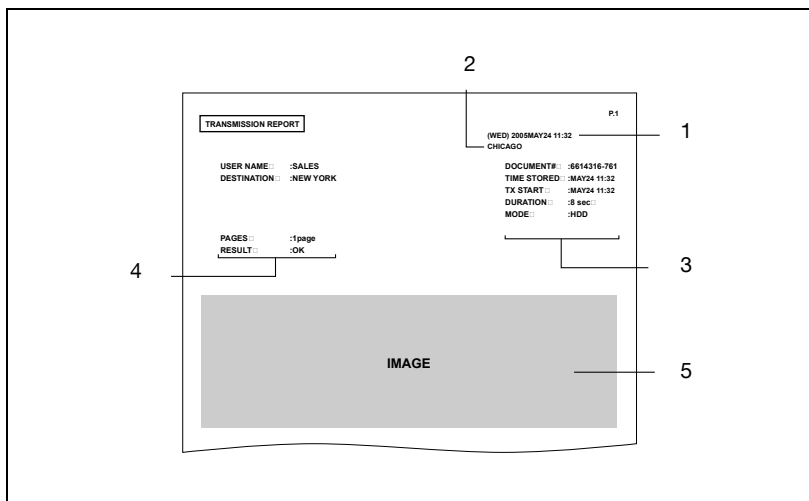 2
P.1
TRANSMISSION REPORT
(WED) 2005MAY24 11:32
1
CHICAGO
USER NAME□ :SALES
DESTINATION□ :NEW YORK
DOCUMENT#□ :6614316-761
TIME STORED□ :MAY24 11:32
TX START□ :MAY24 11:32
DURATION□ :8 sec□
MODE□ :HDD
PAGES□ :1page
RESULT□ :OK
4
3
IMAGE
5